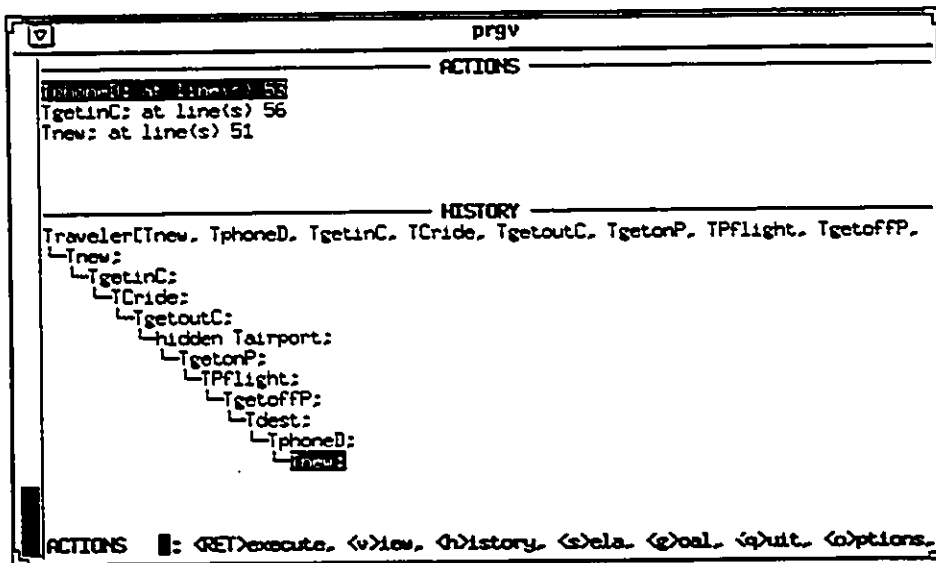 prgv
ACTIONS
TphoneD; at line(s) 53
TgetinC; at line(s) 56
Tnew; at line(s) 51
HISTORY
Traveler[Tnew, TphoneD, TgetinC, TCride, TgetoutC, TgetonP, TPflight, TgetoffP,
Tnew;
TgetinC;
TCride;
TgetoutC;
hidden Tairport;
TgetonP;
TPflight;
TgetoffP;
Tdest;
TphoneD;
Tnew;
ACTIONS : <RET>execute, <v>iew, <h>istory, <s>ela, <g>oal, <q>uit, <o>ptions,